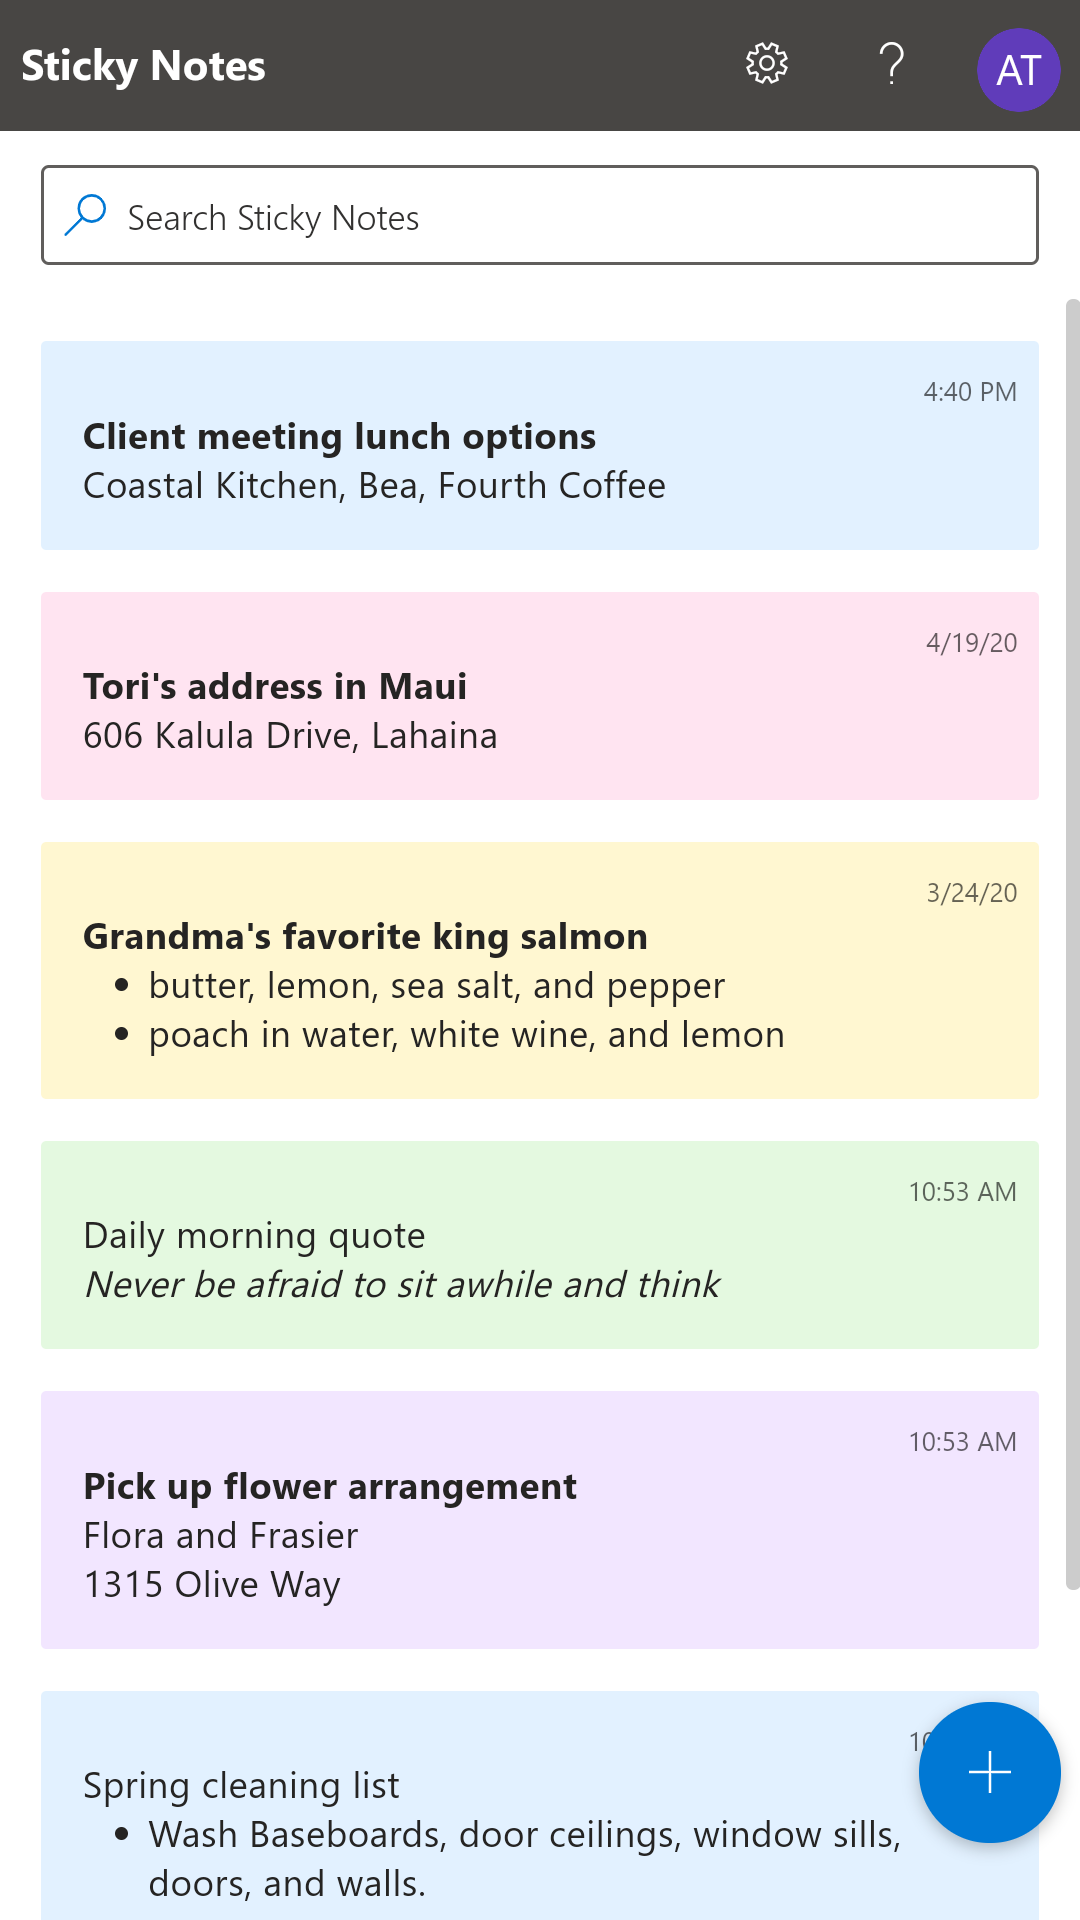 Sticky Notes
AT
Search Sticky Notes
4:40 PM
Client meeting lunch options
Coastal Kitchen, Bea, Fourth Coffee
4/19/20
Tori's address in Maui
606 Kalula Drive, Lahaina
3/24/20
Grandma's favorite king salmon
• butter, lemon, sea salt, and pepper
• poach in water, white wine, and lemon
10:53 AM
Daily morning quote
Never be afraid to sit awhile and think
10:53 AM
Pick up flower arrangement
Flora and Frasier
1315 Olive Way
Spring cleaning list
• Wash Baseboards, door ceilings, window sills,
doors, and walls.